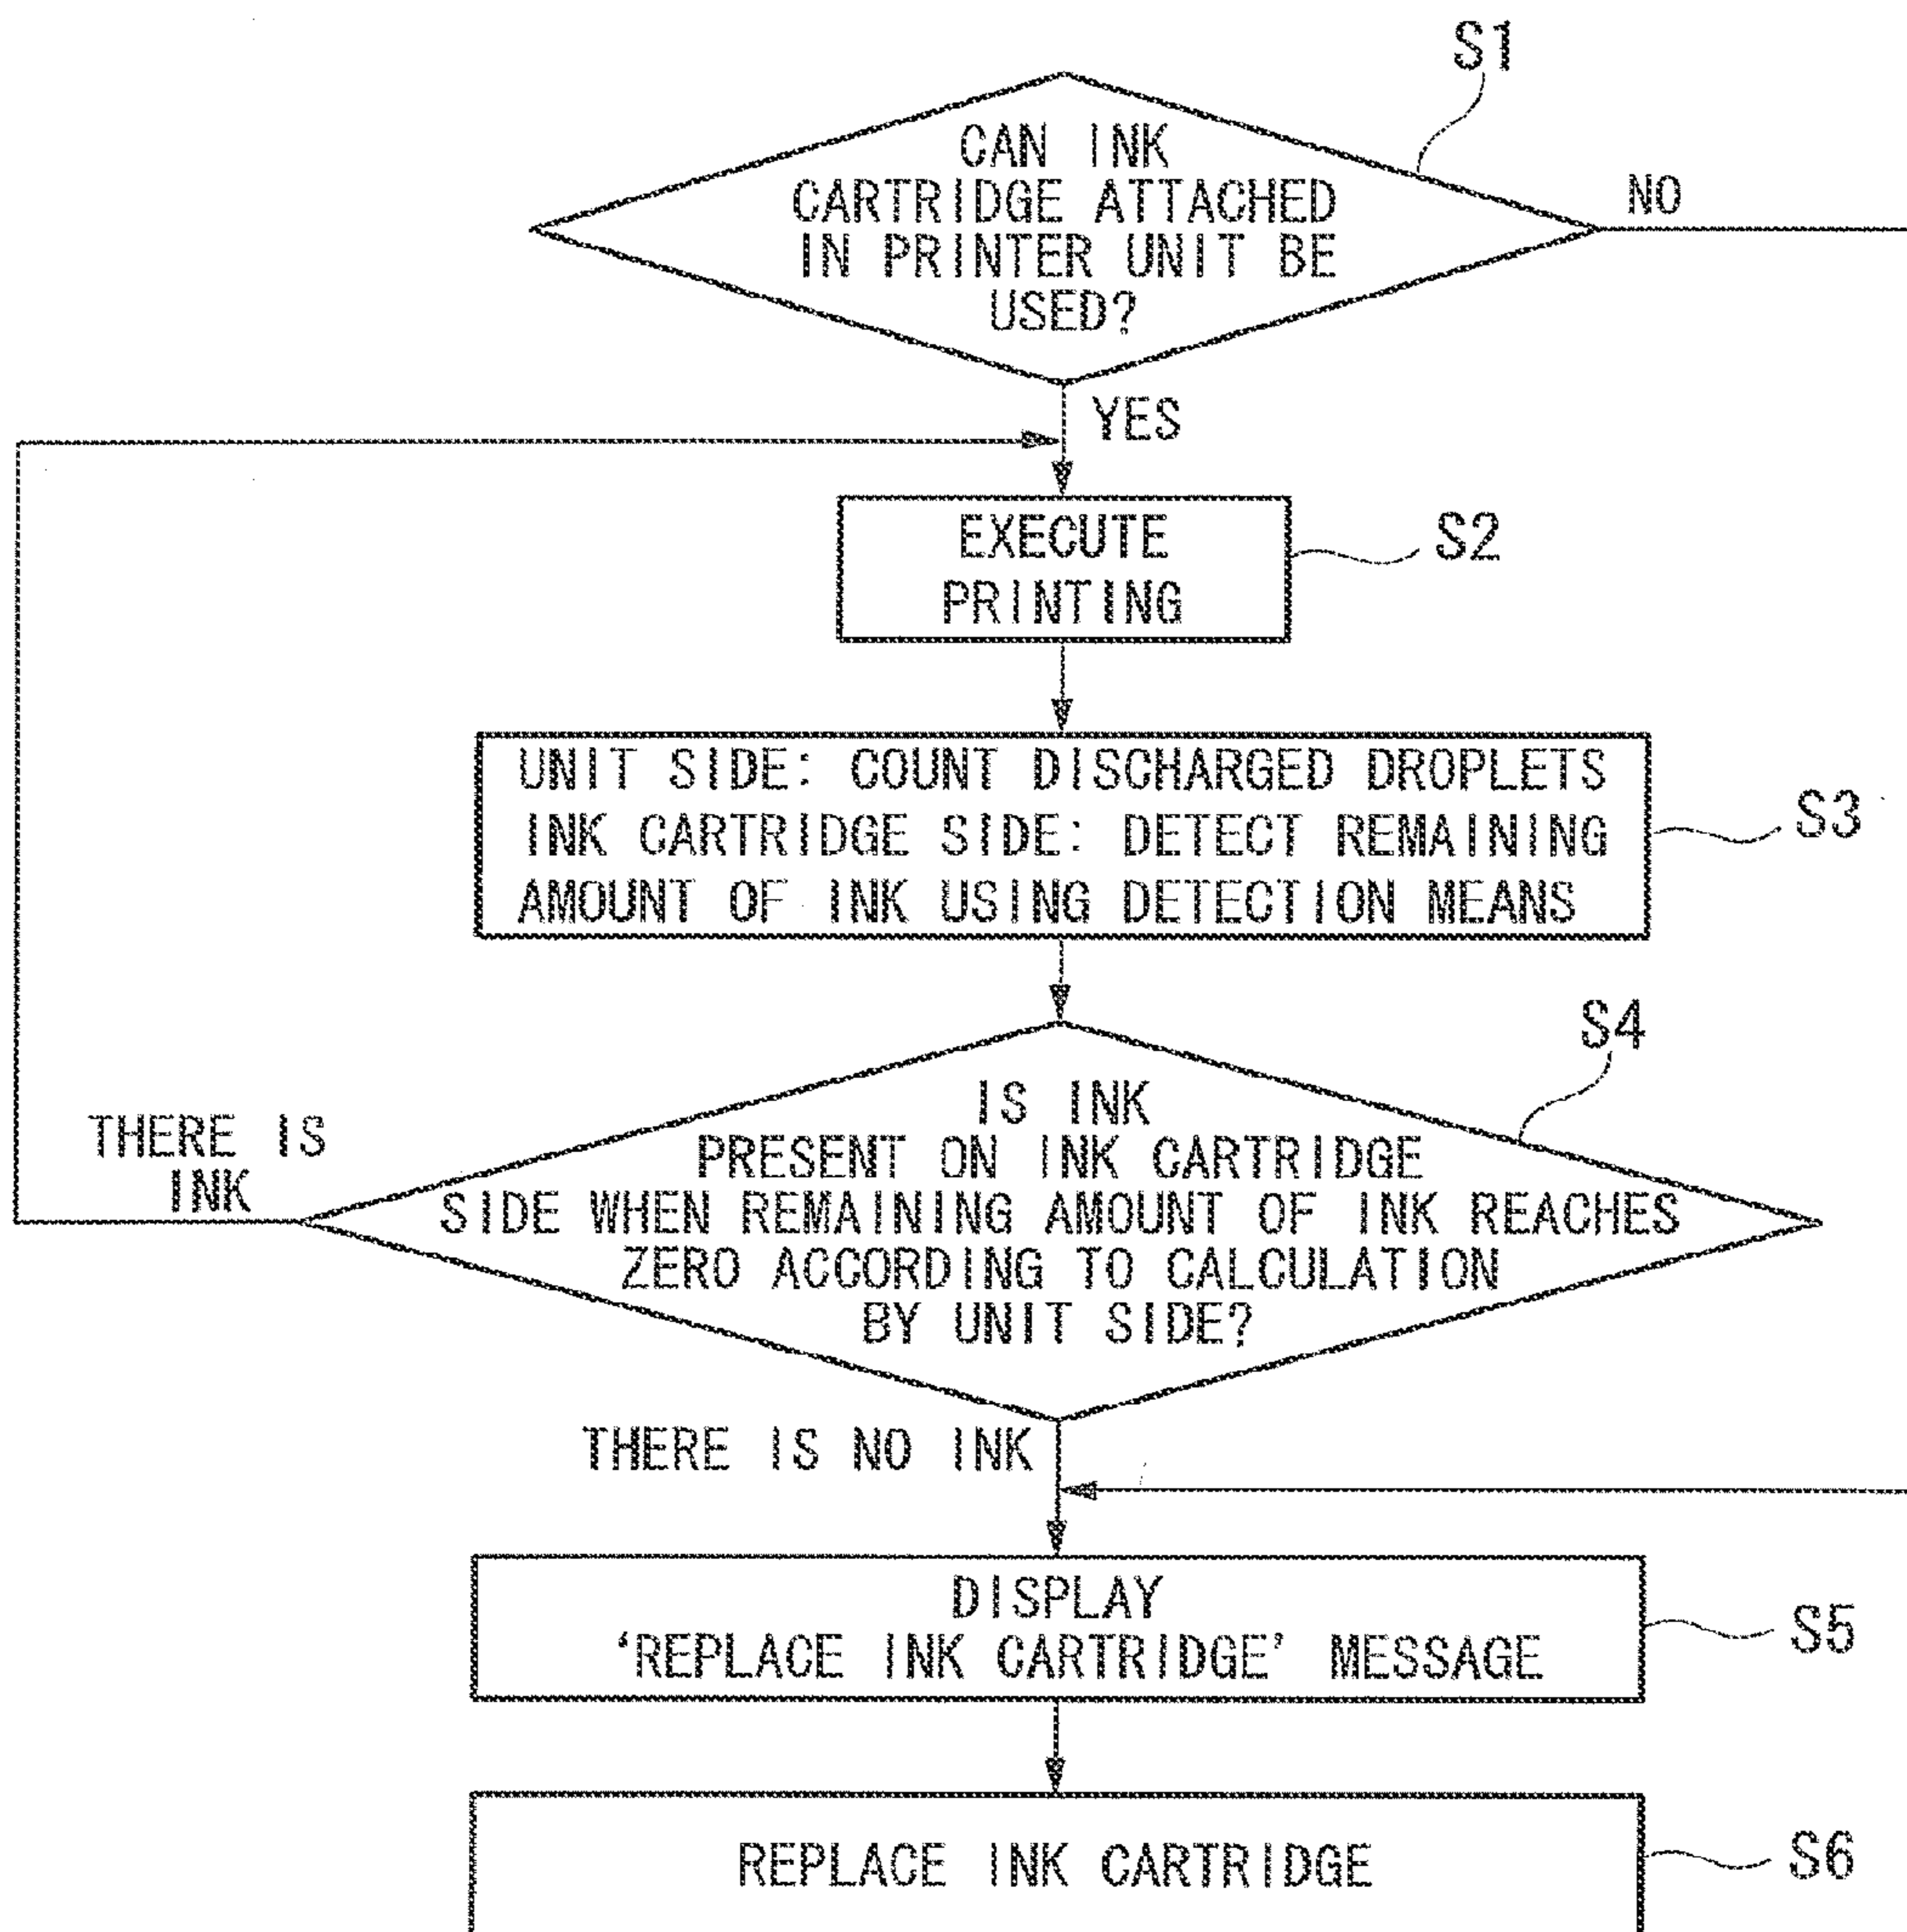 S1
CAN INK
CARTRIDGE ATTACHED
IN PRINTER UNIT BE
USED?
NO
YES
EXECUTE
PRINTING
S2
UNIT SIDE: COUNT DISCHARGED DROPLETS
INK CARTRIDGE SIDE: DETECT REMAINING
AMOUNT OF INK USING DETECTION MEANS
S3
S4
IS INK
PRESENT ON INK CARTRIDGE
SIDE WHEN REMAINING AMOUNT OF INK REACHES
ZERO ACCORDING TO CALCULATION
BY UNIT SIDE?
THERE IS
INK
THERE IS NO INK
DISPLAY
‘REPLACE INK CARTRIDGE’ MESSAGE
S5
REPLACE INK CARTRIDGE
S6